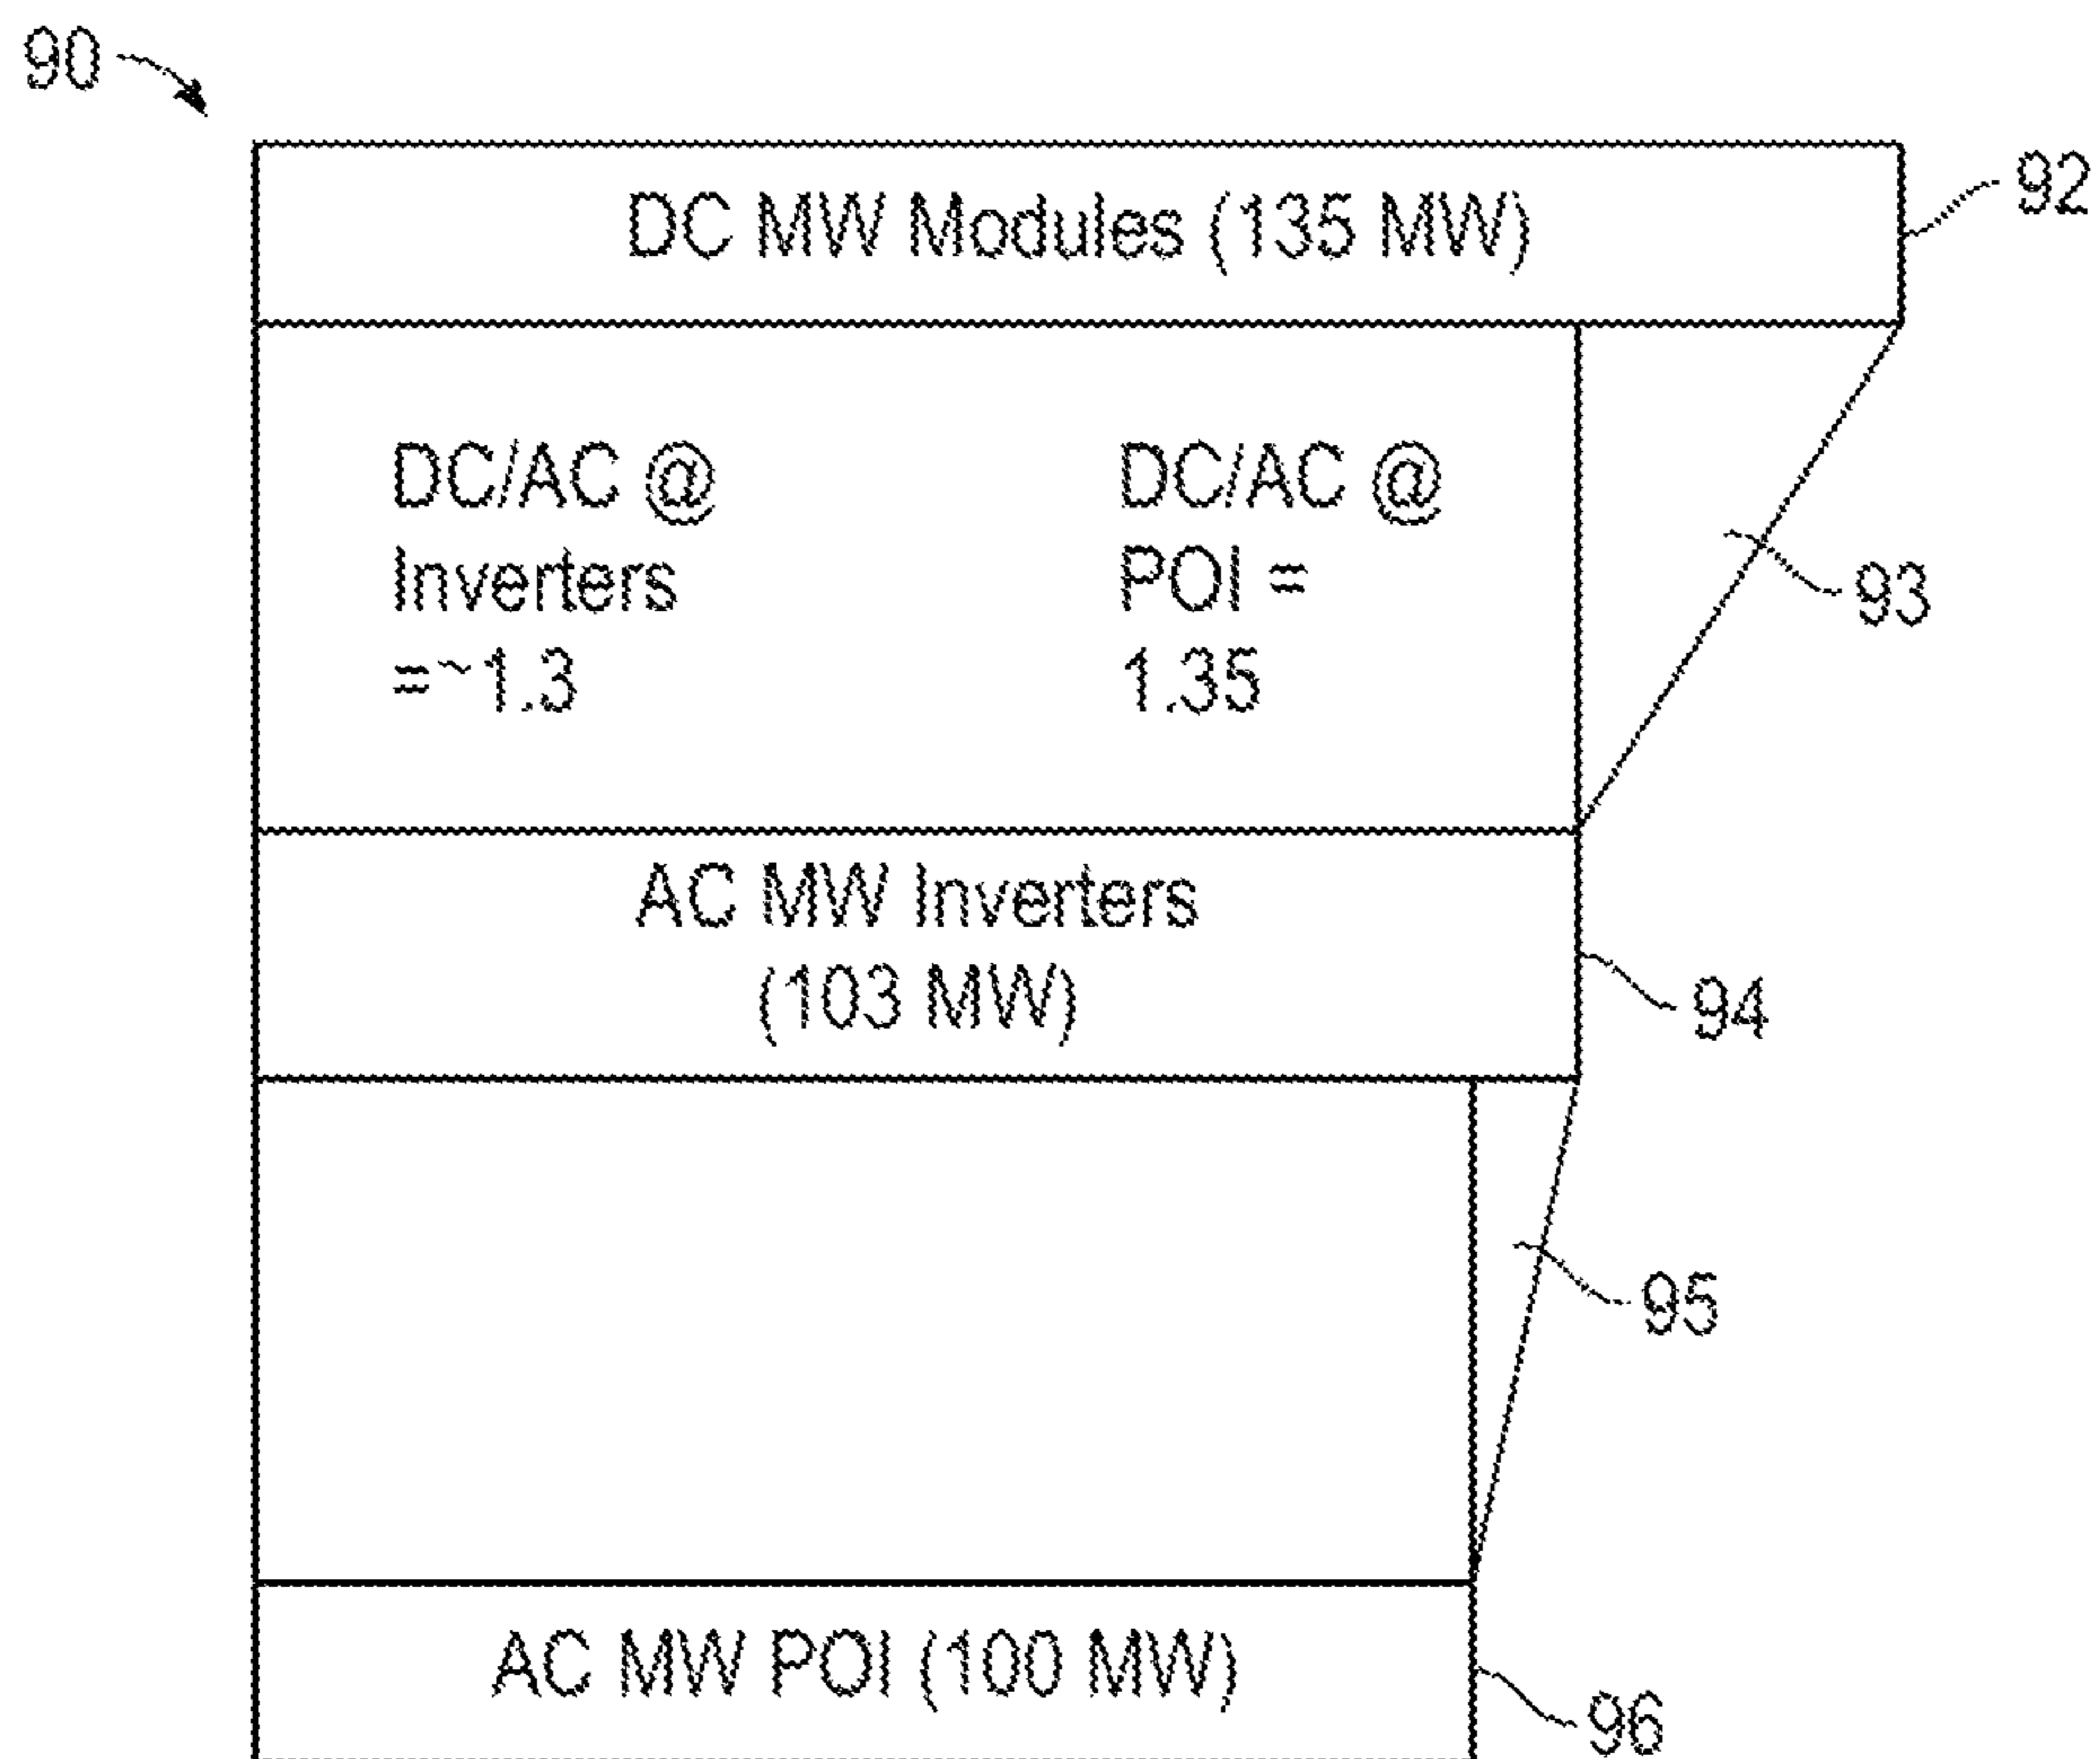 90
DC MW Modules (135 MW)
92
DC/AC @
Inverters
=~1.3
DC/AC @
POI =
1.35
93
AC MW Inverters
(103 MW)
94
95
AC MW POI (100 MW)
96